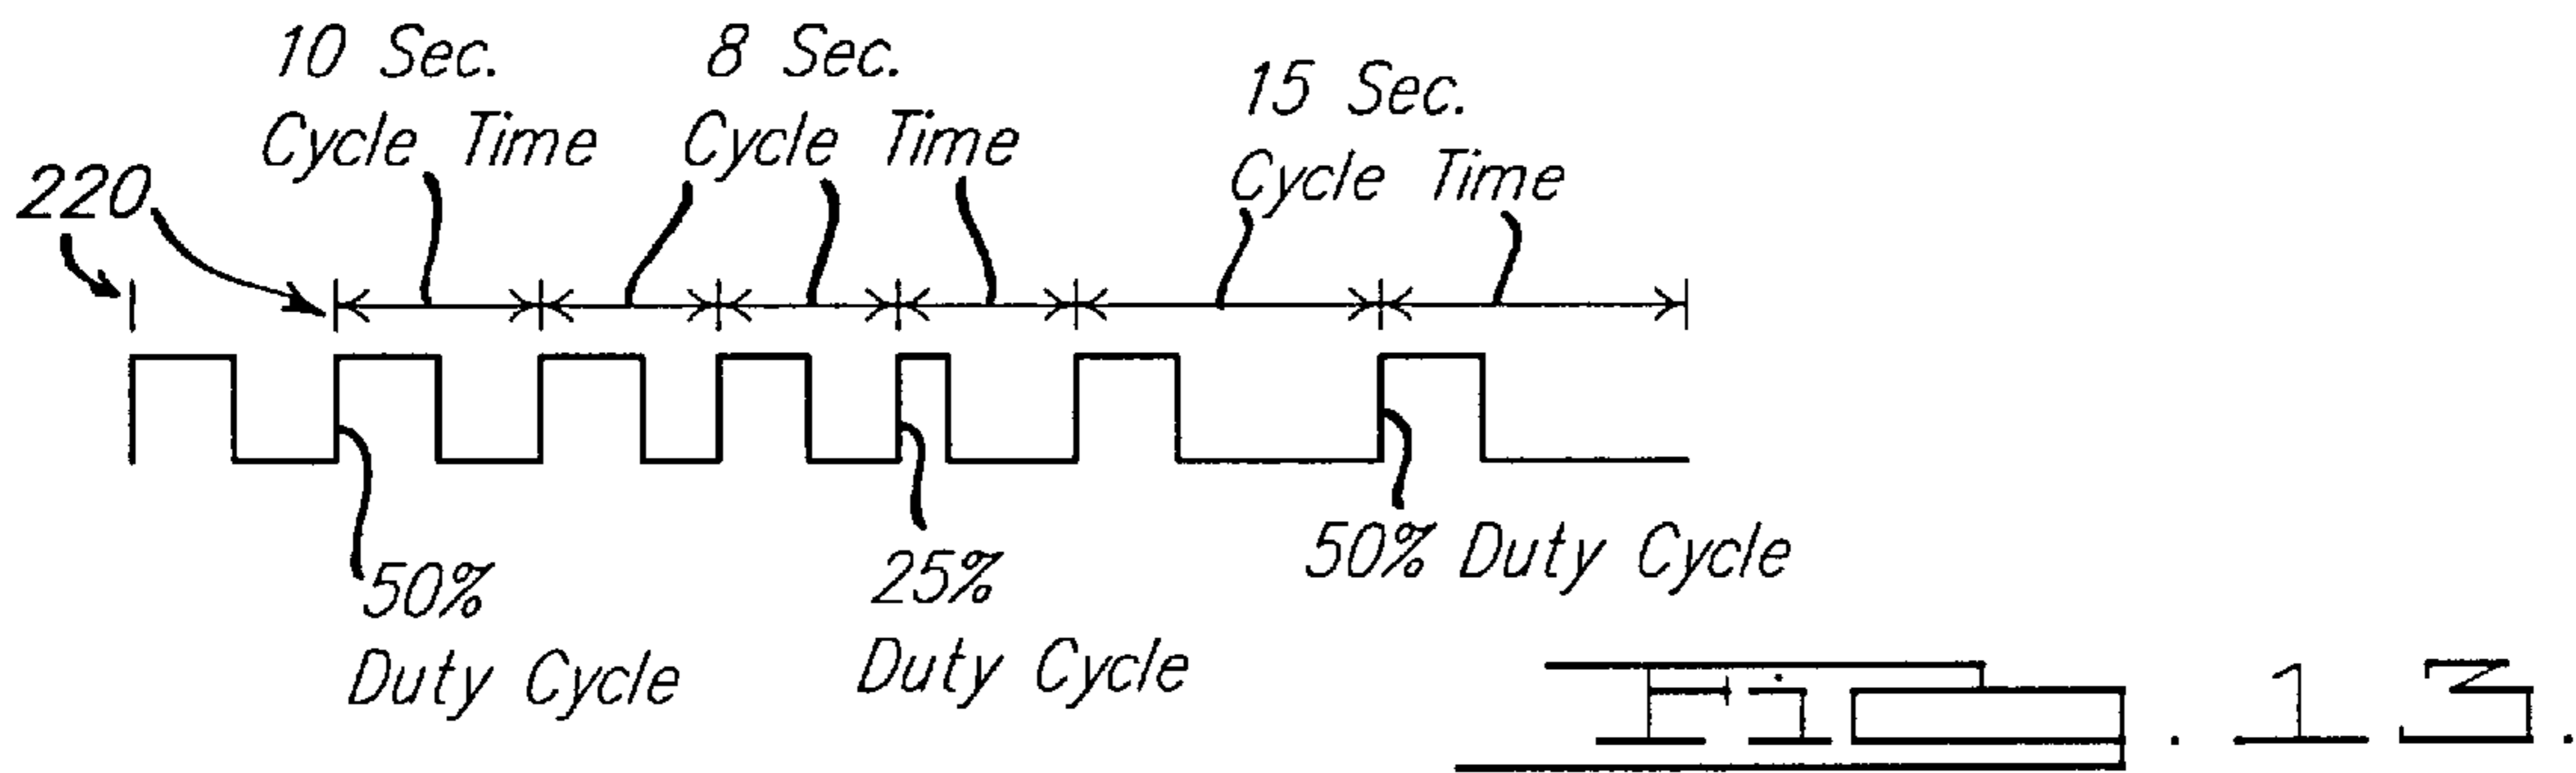 10 Sec.
Cycle Time
8 Sec.
Cycle Time
15 Sec.
Cycle Time
220
50%
Duty Cycle
25%
Duty Cycle
50% Duty Cycle
Fig. 13.